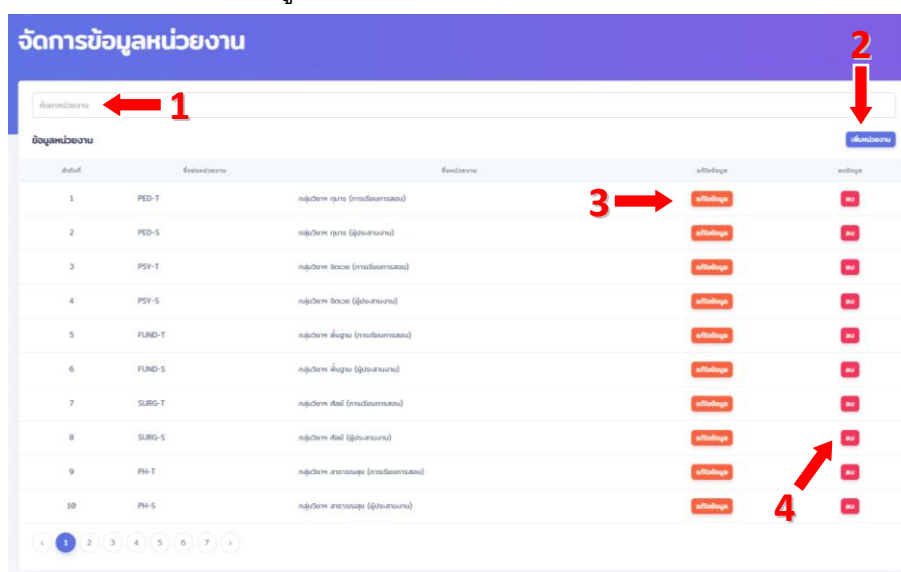 จัดการข้อมูลหน่วยงาน
2
ค้นหาหน่วยงาน
1
ข้อมูลหน่วยงาน
เพิ่มหน่วยงาน
ลำดับที่ ชื่อย่อหน่วยงาน ชื่อหน่วยงาน แก้ไขข้อมูล ลบข้อมูล
1 PED-T กลุ่มวิชาฯ กุมาร (การเรียนการสอน) 3 แก้ไขข้อมูล ลบ
2 PED-S กลุ่มวิชาฯ กุมาร (ผู้ประสานงาน) แก้ไขข้อมูล ลบ
3 PSY-T กลุ่มวิชาฯ จิตเวช (การเรียนการสอน) แก้ไขข้อมูล ลบ
4 PSY-S กลุ่มวิชาฯ จิตเวช (ผู้ประสานงาน) แก้ไขข้อมูล ลบ
5 FUND-T กลุ่มวิชาฯ พื้นฐาน (การเรียนการสอน) แก้ไขข้อมูล ลบ
6 FUND-S กลุ่มวิชาฯ พื้นฐาน (ผู้ประสานงาน) แก้ไขข้อมูล ลบ
7 SURG-T กลุ่มวิชาฯ ศัลย์ (การเรียนการสอน) แก้ไขข้อมูล ลบ
8 SURG-S กลุ่มวิชาฯ ศัลย์ (ผู้ประสานงาน) แก้ไขข้อมูล ลบ
9 PH-T กลุ่มวิชาฯ สาธารณสุข (การเรียนการสอน) แก้ไขข้อมูล ลบ
10 PH-S กลุ่มวิชาฯ สาธารณสุข (ผู้ประสานงาน) แก้ไขข้อมูล ลบ
4
‹ 1 2 3 4 5 6 7 ›